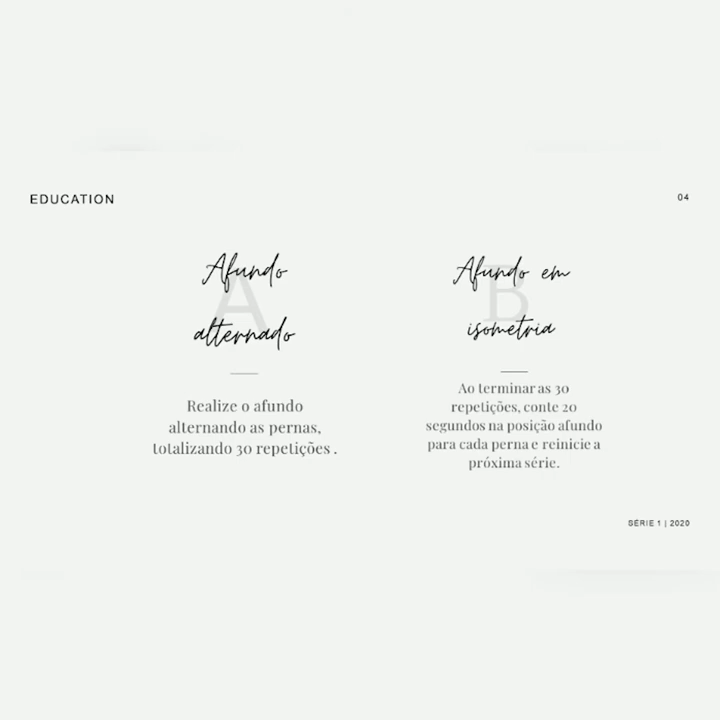 EDUCATION
04
A
Afundo
alternado
Realize o afundo
alternando as pernas,
totalizando 30 repetições .
B
Afundo em
isometria
Ao terminar as 30
repetições, conte 20
segundos na posição afundo
para cada perna e reinicie a
próxima série.
SÉRIE 1 | 2020